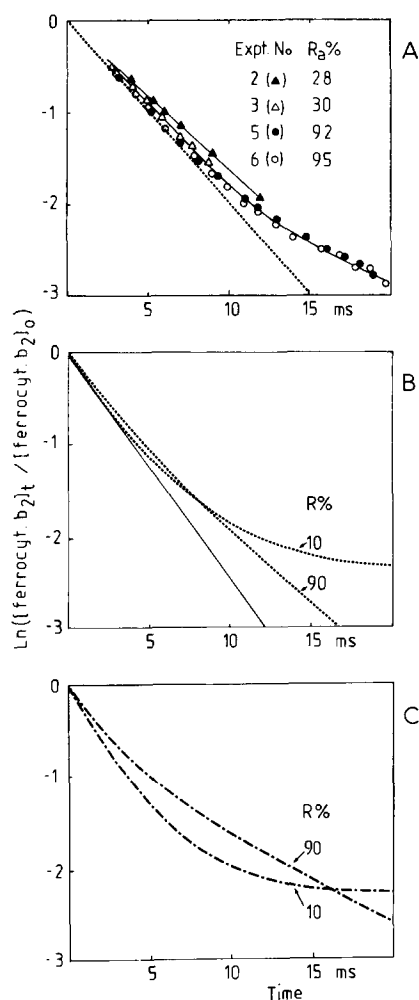 A
Expt. No Ra%
2 (▲) 28
3 (△) 30
5 (●) 92
6 (○) 95
0
-1
-2
-3
5 10 15 ms
Ln([ferrocyt. b2]t / [ferrocyt. b2]o)
B
0
-1
-2
-3
R%
10
90
5 10 15 ms
C
0
-1
-2
-3
R%
90
10
5 10 15 ms
Time